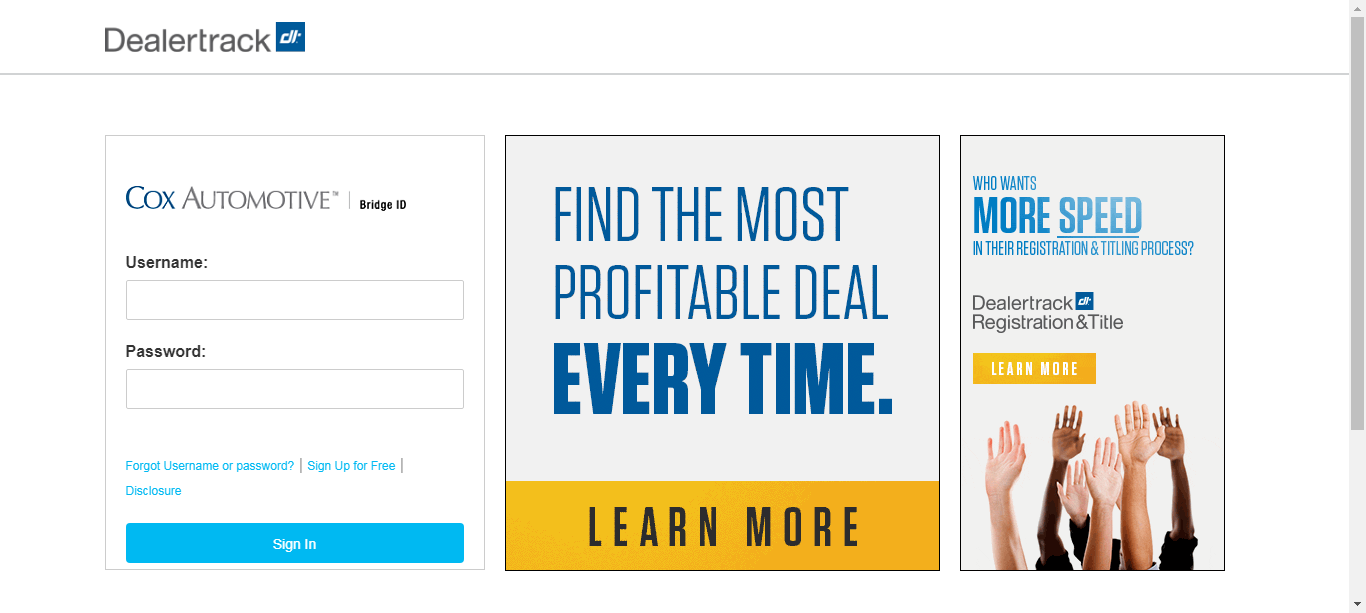 Dealertrack dt
COX AUTOMOTIVE™ | Bridge ID
Username:
Password:
Forgot Username or password? | Sign Up for Free |
Disclosure
Sign In
FIND THE MOST
PROFITABLE DEAL
EVERY TIME.
LEARN MORE
WHO WANTS
MORE SPEED
IN THEIR REGISTRATION & TITLING PROCESS?
Dealertrack dt
Registration &Title
LEARN MORE